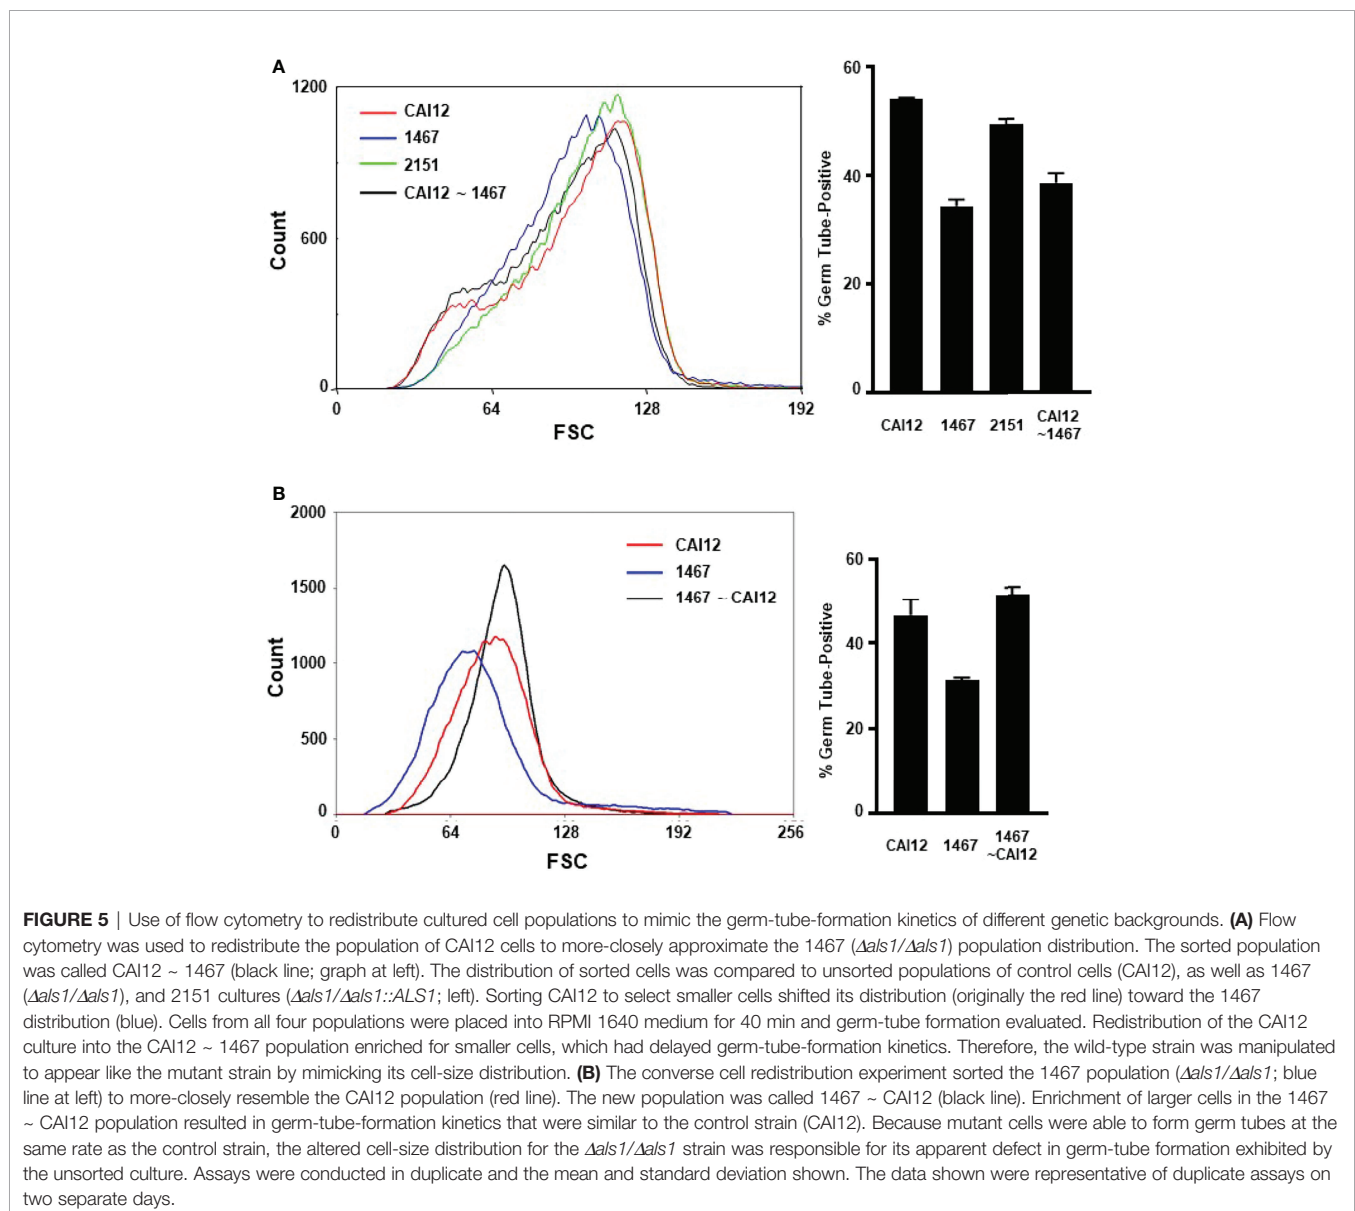 A
1200
600
0
Count
CAI12
1467
2151
CAI12 ~ 1467
0 64 128 192
FSC
60
40
20
0
% Germ Tube-Positive
CAI12 1467 2151 CAI12
~1467
B
2000
1500
1000
500
0
Count
CAI12
1467
1467 ~ CAI12
0 64 128 192 256
FSC
60
40
20
0
% Germ Tube-Positive
CAI12 1467 1467
~CAI12
FIGURE 5 | Use of flow cytometry to redistribute cultured cell populations to mimic the germ-tube-formation kinetics of different genetic backgrounds. (A) Flow
cytometry was used to redistribute the population of CAI12 cells to more-closely approximate the 1467 (Δals1/Δals1) population distribution. The sorted population
was called CAI12 ~ 1467 (black line; graph at left). The distribution of sorted cells was compared to unsorted populations of control cells (CAI12), as well as 1467
(Δals1/Δals1), and 2151 cultures (Δals1/Δals1::ALS1; left). Sorting CAI12 to select smaller cells shifted its distribution (originally the red line) toward the 1467
distribution (blue). Cells from all four populations were placed into RPMI 1640 medium for 40 min and germ-tube formation evaluated. Redistribution of the CAI12
culture into the CAI12 ~ 1467 population enriched for smaller cells, which had delayed germ-tube-formation kinetics. Therefore, the wild-type strain was manipulated
to appear like the mutant strain by mimicking its cell-size distribution. (B) The converse cell redistribution experiment sorted the 1467 population (Δals1/Δals1; blue
line at left) to more-closely resemble the CAI12 population (red line). The new population was called 1467 ~ CAI12 (black line). Enrichment of larger cells in the 1467
~ CAI12 population resulted in germ-tube-formation kinetics that were similar to the control strain (CAI12). Because mutant cells were able to form germ tubes at the
same rate as the control strain, the altered cell-size distribution for the Δals1/Δals1 strain was responsible for its apparent defect in germ-tube formation exhibited by
the unsorted culture. Assays were conducted in duplicate and the mean and standard deviation shown. The data shown were representative of duplicate assays on
two separate days.